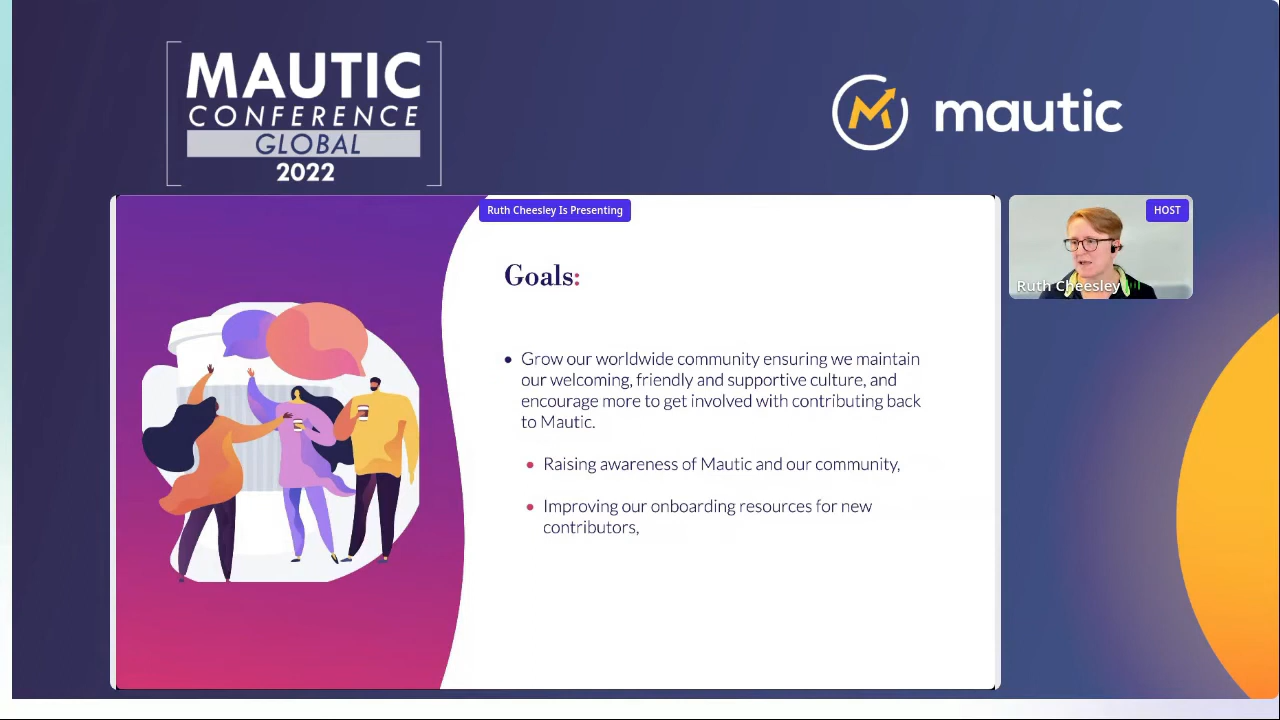 MAUTIC
CONFERENCE
GLOBAL
2022
mautic
Ruth Cheesley Is Presenting
HOST
Ruth Cheesley
Goals:
• Grow our worldwide community ensuring we maintain
our welcoming, friendly and supportive culture, and
encourage more to get involved with contributing back
to Mautic.
• Raising awareness of Mautic and our community,
• Improving our onboarding resources for new
contributors,